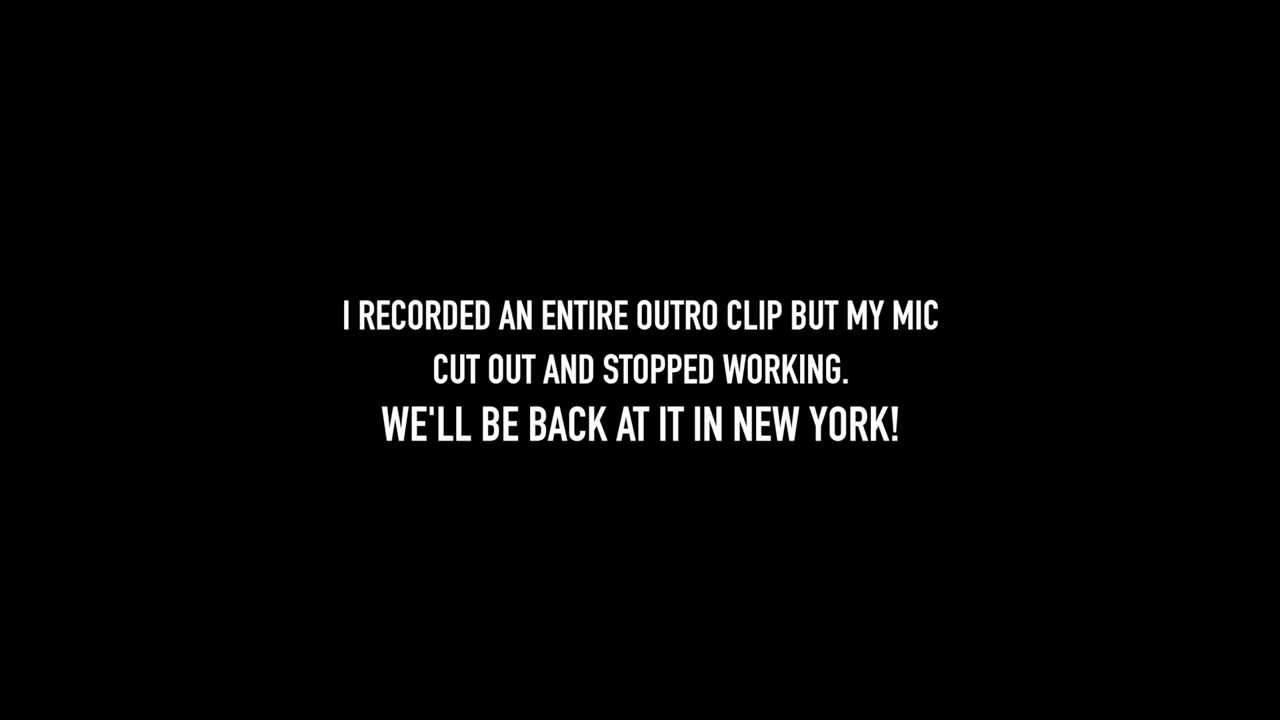 I RECORDED AN ENTIRE OUTRO CLIP BUT MY MIC
CUT OUT AND STOPPED WORKING.
WE'LL BE BACK AT IT IN NEW YORK!